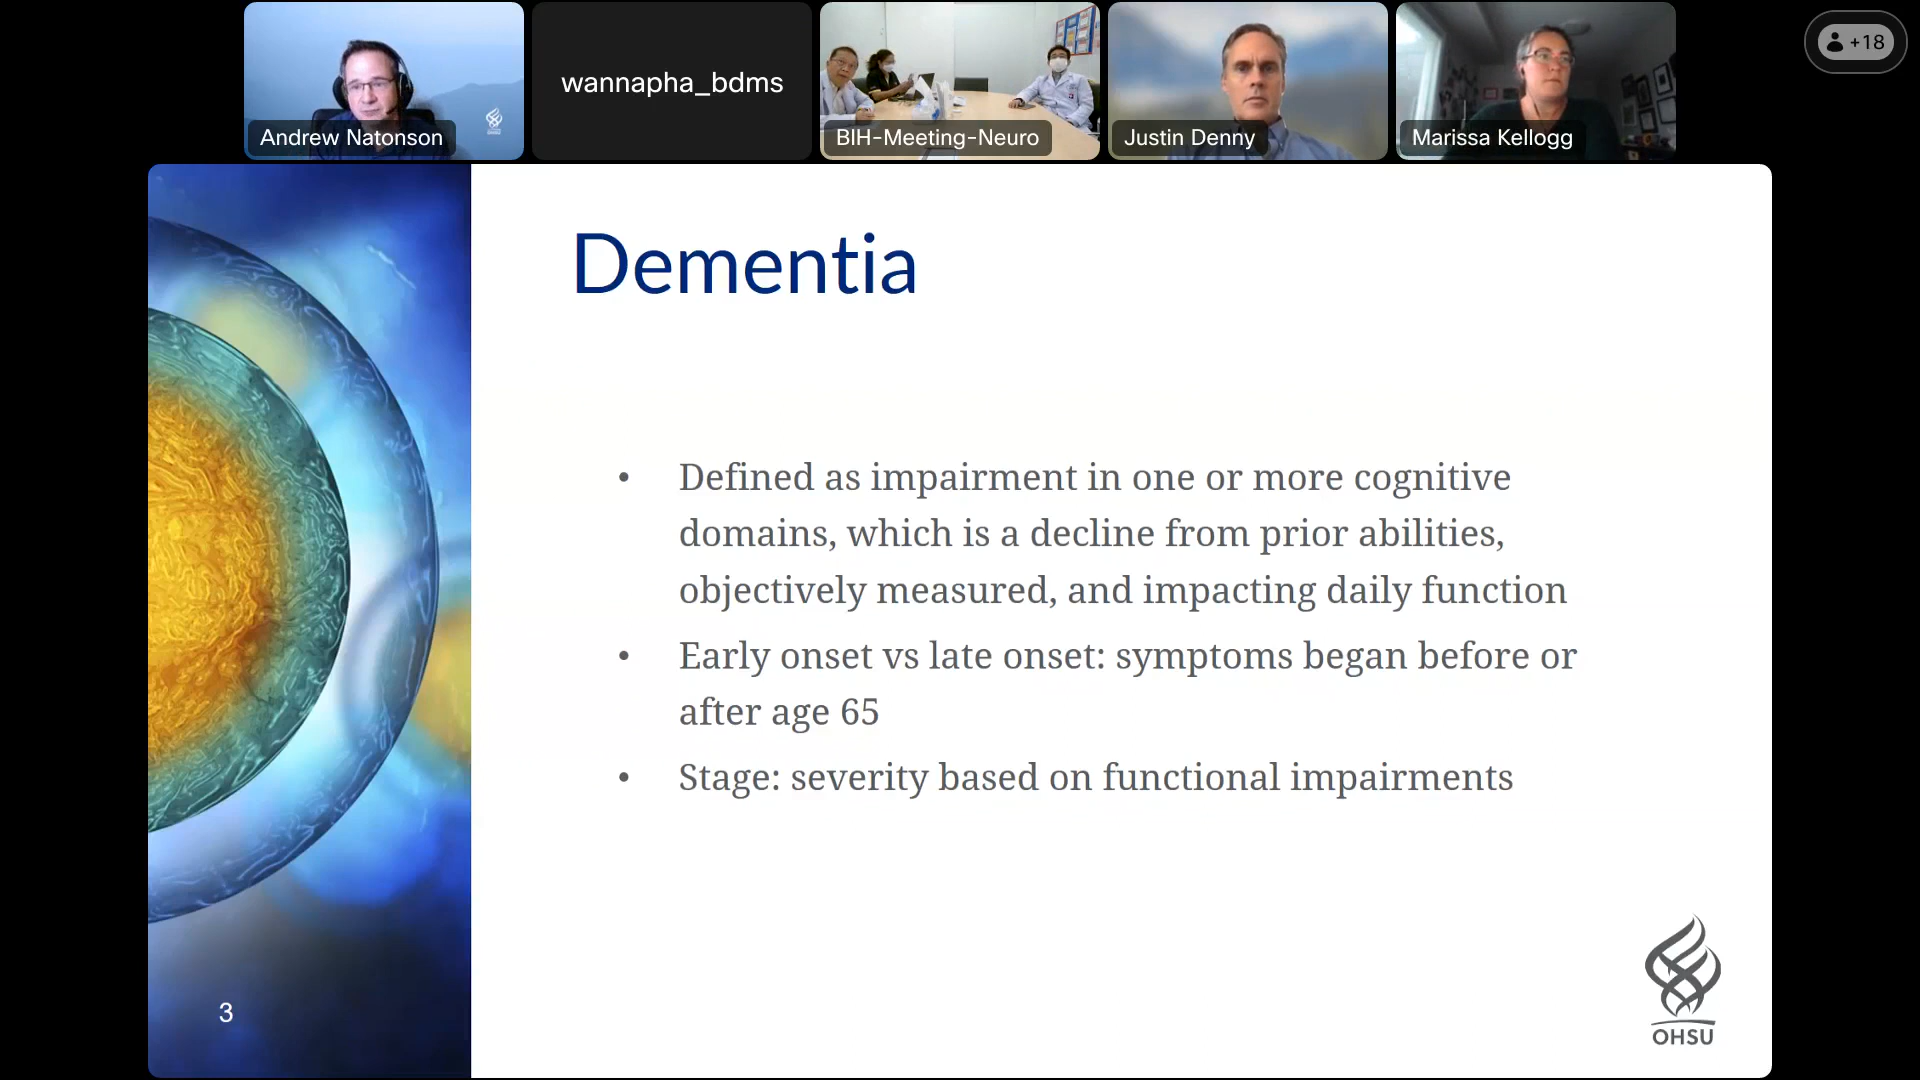 Andrew Natonson
wannapha_bdms
BIH-Meeting-Neuro
Justin Denny
Marissa Kellogg
+18
Dementia
• Defined as impairment in one or more cognitive
domains, which is a decline from prior abilities,
objectively measured, and impacting daily function
• Early onset vs late onset: symptoms began before or
after age 65
• Stage: severity based on functional impairments
3
OHSU